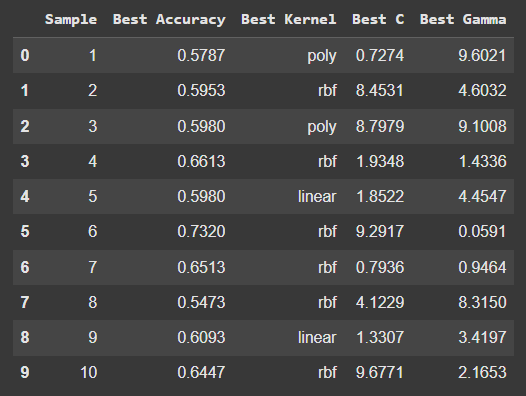 Sample Best Accuracy Best Kernel Best C Best Gamma
0 1 0.5787 poly 0.7274 9.6021
1 2 0.5953 rbf 8.4531 4.6032
2 3 0.5980 poly 8.7979 9.1008
3 4 0.6613 rbf 1.9348 1.4336
4 5 0.5980 linear 1.8522 4.4547
5 6 0.7320 rbf 9.2917 0.0591
6 7 0.6513 rbf 0.7936 0.9464
7 8 0.5473 rbf 4.1229 8.3150
8 9 0.6093 linear 1.3307 3.4197
9 10 0.6447 rbf 9.6771 2.1653